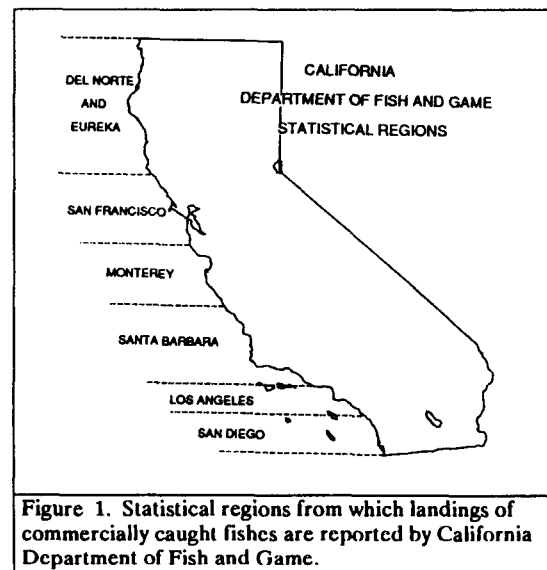 CALIFORNIA
DEPARTMENT OF FISH AND GAME
STATISTICAL REGIONS
DEL NORTE
AND
EUREKA
SAN FRANCISCO
MONTEREY
SANTA BARBARA
LOS ANGELES
SAN DIEGO
Figure 1. Statistical regions from which landings of
commercially caught fishes are reported by California
Department of Fish and Game.